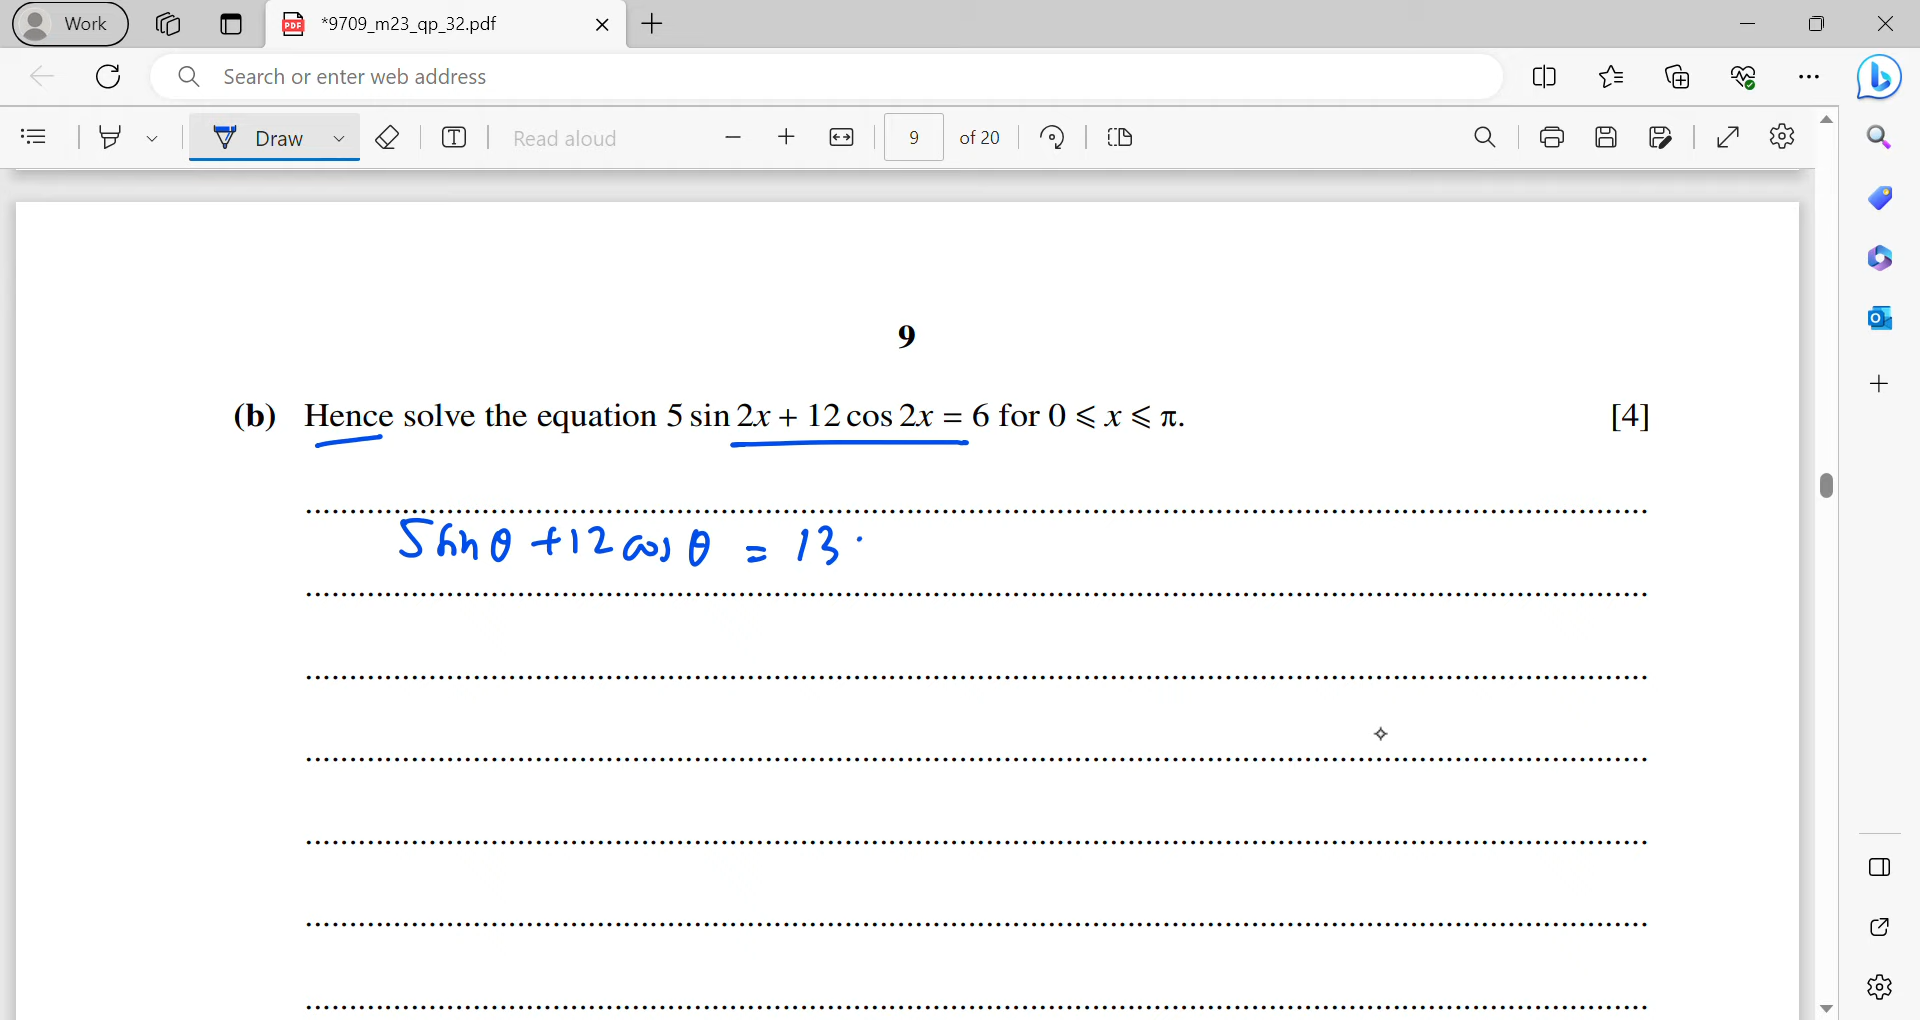 Work
PDF
*9709_m23_qp_32.pdf
Search or enter web address
Draw
Read aloud
9 of 20
9
(b) Hence solve the equation 5 sin 2x + 12 cos 2x = 6 for 0 ⩽ x ⩽ π. [4]
5 sin θ + 12 cos θ = 13 ·